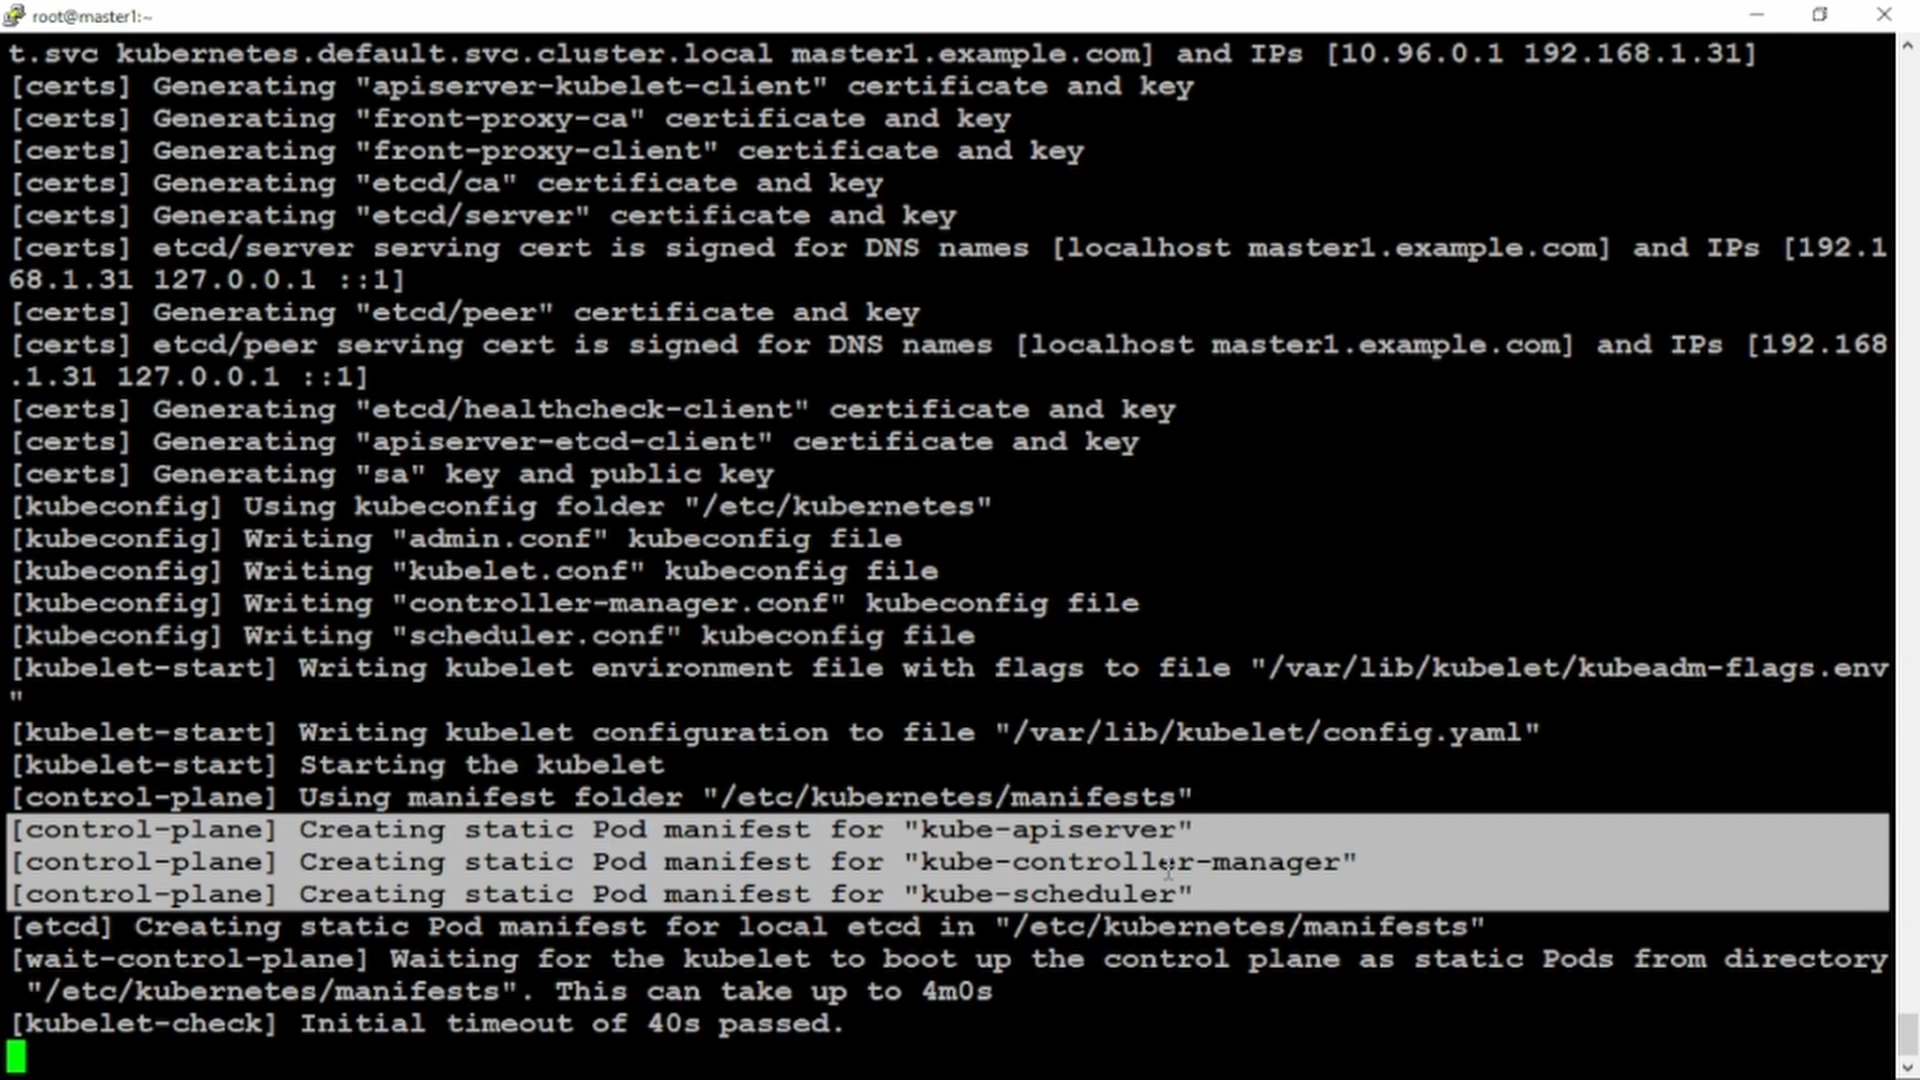 root@master1:~
t.svc kubernetes.default.svc.cluster.local master1.example.com] and IPs [10.96.0.1 192.168.1.31]
[certs] Generating "apiserver-kubelet-client" certificate and key
[certs] Generating "front-proxy-ca" certificate and key
[certs] Generating "front-proxy-client" certificate and key
[certs] Generating "etcd/ca" certificate and key
[certs] Generating "etcd/server" certificate and key
[certs] etcd/server serving cert is signed for DNS names [localhost master1.example.com] and IPs [192.1
68.1.31 127.0.0.1 ::1]
[certs] Generating "etcd/peer" certificate and key
[certs] etcd/peer serving cert is signed for DNS names [localhost master1.example.com] and IPs [192.168
.1.31 127.0.0.1 ::1]
[certs] Generating "etcd/healthcheck-client" certificate and key
[certs] Generating "apiserver-etcd-client" certificate and key
[certs] Generating "sa" key and public key
[kubeconfig] Using kubeconfig folder "/etc/kubernetes"
[kubeconfig] Writing "admin.conf" kubeconfig file
[kubeconfig] Writing "kubelet.conf" kubeconfig file
[kubeconfig] Writing "controller-manager.conf" kubeconfig file
[kubeconfig] Writing "scheduler.conf" kubeconfig file
[kubelet-start] Writing kubelet environment file with flags to file "/var/lib/kubelet/kubeadm-flags.env
"
[kubelet-start] Writing kubelet configuration to file "/var/lib/kubelet/config.yaml"
[kubelet-start] Starting the kubelet
[control-plane] Using manifest folder "/etc/kubernetes/manifests"
[control-plane] Creating static Pod manifest for "kube-apiserver"
[control-plane] Creating static Pod manifest for "kube-controller-manager"
[control-plane] Creating static Pod manifest for "kube-scheduler"
[etcd] Creating static Pod manifest for local etcd in "/etc/kubernetes/manifests"
[wait-control-plane] Waiting for the kubelet to boot up the control plane as static Pods from directory
 "/etc/kubernetes/manifests". This can take up to 4m0s
[kubelet-check] Initial timeout of 40s passed.